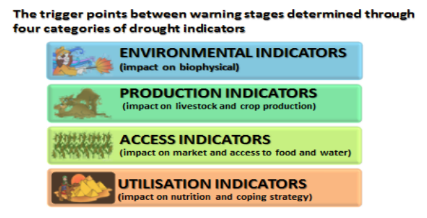 The trigger points between warning stages determined through
four categories of drought indicators
ENVIRONMENTAL INDICATORS
(impact on biophysical)
PRODUCTION INDICATORS
(impact on livestock and crop production)
ACCESS INDICATORS
(impact on market and access to food and water)
UTILISATION INDICATORS
(impact on nutrition and coping strategy)